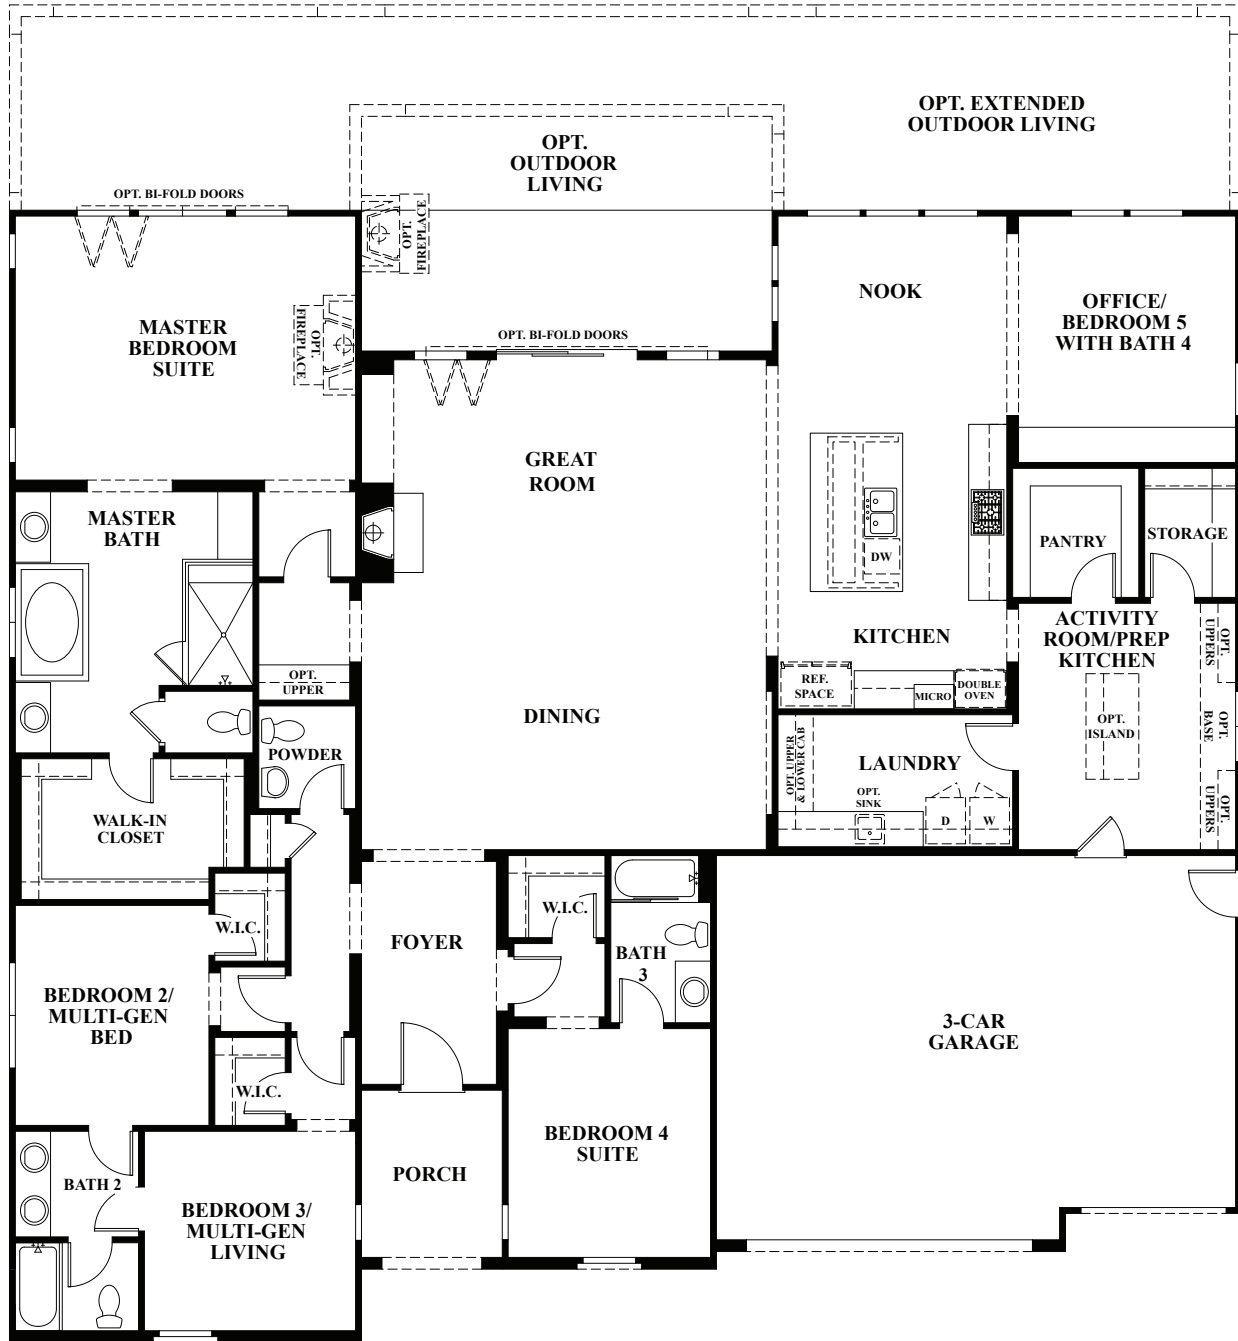 OPT. EXTENDED
OUTDOOR LIVING
OPT.
OUTDOOR
LIVING
OPT. BI-FOLD DOORS
OPT.
FIREPLACE
NOOK
OFFICE/
BEDROOM 5
WITH BATH 4
MASTER
BEDROOM
SUITE
OPT.
FIREPLACE
OPT. BI-FOLD DOORS
GREAT
ROOM
MASTER
BATH
DW
PANTRY
STORAGE
KITCHEN
ACTIVITY
ROOM/PREP
KITCHEN
OPT.
UPPERS
OPT.
UPPER
REF.
SPACE
MICRO
DOUBLE
OVEN
DINING
OPT.
ISLAND
OPT.
BASE
POWDER
OPT. UPPER
& LOWER CAB
LAUNDRY
OPT.
SINK
D
W
OPT.
UPPERS
WALK-IN
CLOSET
W.I.C.
W.I.C.
FOYER
BATH
3
BEDROOM 2/
MULTI-GEN
BED
3-CAR
GARAGE
W.I.C.
BEDROOM 4
SUITE
PORCH
BATH 2
BEDROOM 3/
MULTI-GEN
LIVING